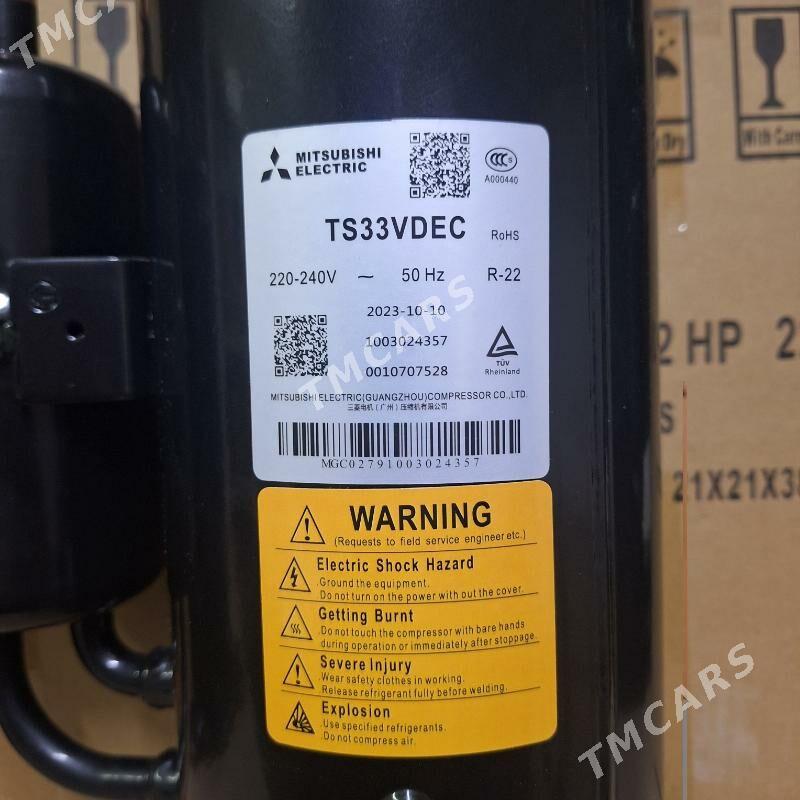 TMCARS
MITSUBISHI
ELECTRIC
A000440
TS33VDEC
RoHS
220-240V ~ 50 Hz R-22
2023-10-10
1003024357
0010707528
TÜV
Rheinland
MITSUBISHI ELECTRIC(GUANGZHOU)COMPRESSOR CO.,LTD.
三菱电机（广州）压缩机有限公司
MGC02791003024357
WARNING
(Requests to field service engineer etc.)
Electric Shock Hazard
.Ground the equipment.
.Do not turn on the power with out the cover.
Getting Burnt
.Do not touch the compressor with bare hands
during operation or immediately after stoppage.
Severe Injury
.Wear safety clothes in working.
.Release refrigerant fully before welding.
Explosion
.Use specified refrigerants.
.Do not compress air.
Dry
With Care
2 HP 2
S
21X21X3
TMCARS
TMCARS